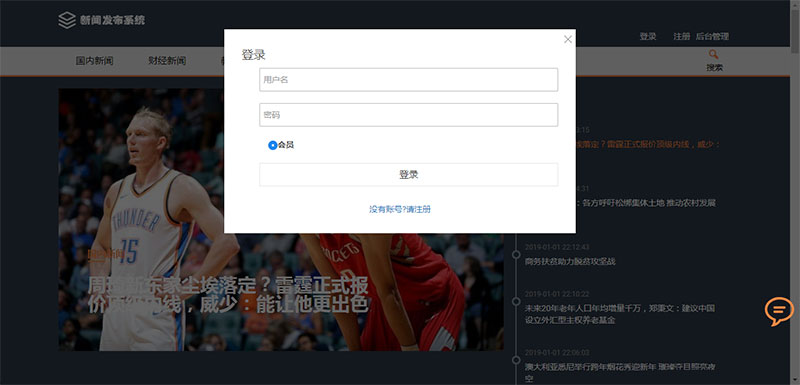 新闻发布系统
登录 注册 后台管理
国内新闻 财经新闻
搜索
登录
用户名
密码
会员
登录
没有账号?请注册
THUNDER
15
周琦新东家尘埃落定？雷霆正式报
价顶级内线，威少：能让他更出色
3:15
埃落定？雷霆正式报价顶级内线，威少：
4:31
：各方呼吁松绑集体土地 推动农村发展
2019-01-01 22:12:43
商务扶贫助力脱贫攻坚战
2019-01-01 22:10:22
未来20年老年人口年均增量千万，郑秉文：建议中国
设立外汇型主权养老基金
2019-01-01 22:06:03
澳大利亚悉尼举行跨年烟花秀迎新年 璀璨夺目照亮夜
空